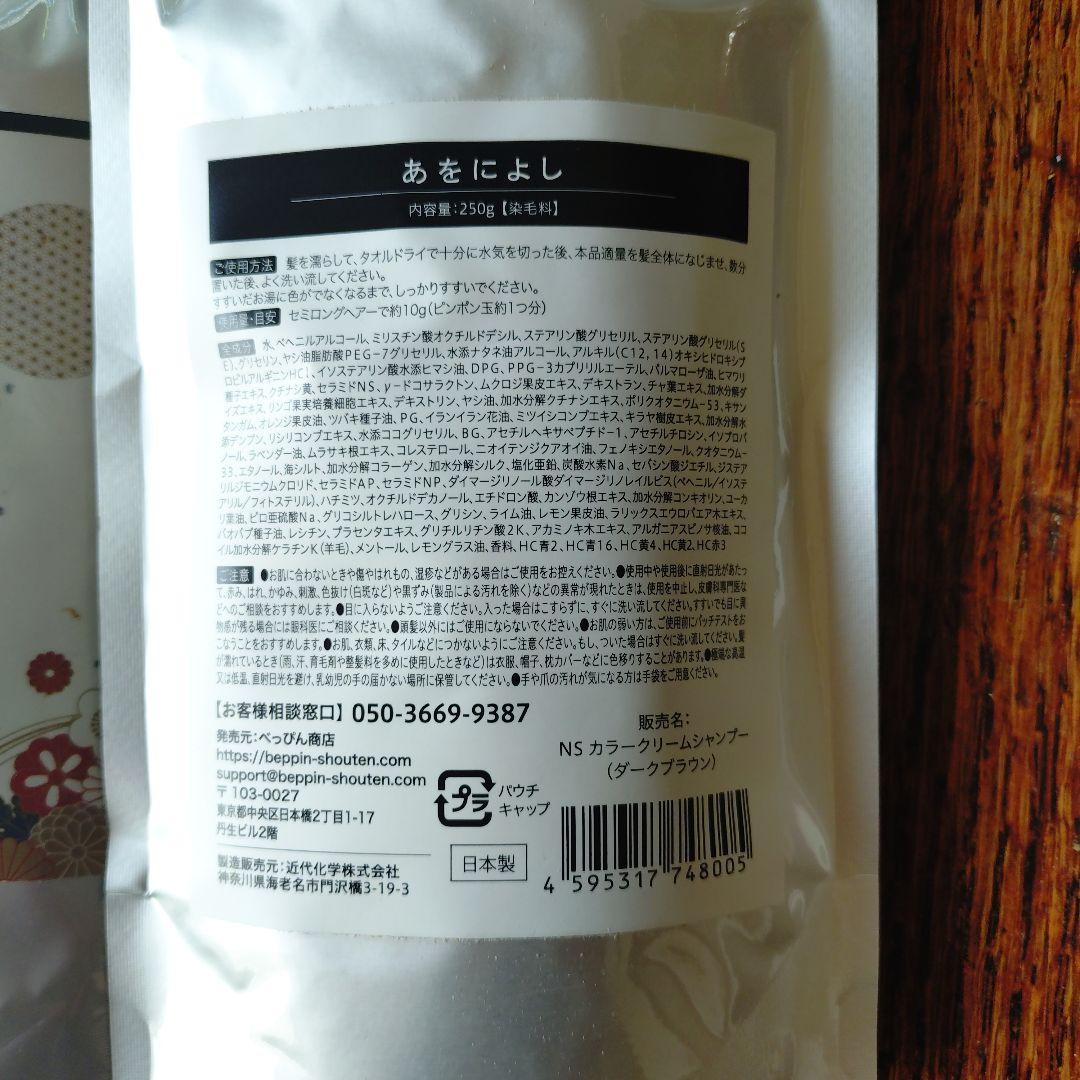 あをによし
内容量:250g【染毛料】
ご使用方法 髪を濡らして、タオルドライで十分に水気を切った後、本品適量を髪全体になじませ、数分
置いた後、よく洗い流してください。
すすいだお湯に色がでなくなるまで、しっかりすすいでください。
使用量・目安 セミロングヘアーで約10g(ピンポン玉約1つ分)
全成分 水、ベヘニルアルコール、ミリスチン酸オクチルドデシル、ステアリン酸グリセリル、ステアリン酸グリセリル(S
E)、グリセリン、ヤシ油脂肪酸PEG-7グリセリル、水添ナタネ油アルコール、アルキル(C12,14)オキシヒドロキシプ
ロピルアルギニンHCl、イソステアリン酸水添ヒマシ油、DPG、PPG-3カプリリルエーテル、パルマローザ油、ヒマワリ
種子エキス、クチナシ黄、セラミドNS、γ-ドコサラクトン、ムクロジ果皮エキス、デキストラン、チャ葉エキス、加水分解ダ
イズエキス、リンゴ果実培養細胞エキス、デキストリン、ヤシ油、加水分解クチナシエキス、ポリクオタニウム-53、キサン
タンガム、オレンジ果皮油、ツバキ種子油、PG、イランイラン花油、ミツイシコンブエキス、キラヤ樹皮エキス、加水分解水
添デンプン、リシリコンブエキス、水添ココグリセリル、BG、アセチルヘキサペプチド-1、アセチルチロシン、イソプロパ
ノール、ラベンダー油、ムラサキ根エキス、コレステロール、ニオイテンジクアオイ油、フェノキシエタノール、クオタニウム-
33、エタノール、海シルト、加水分解コラーゲン、加水分解シルク、塩化亜鉛、炭酸水素Na、セバシン酸ジエチル、ジステア
リルジモニウムクロリド、セラミドAP、セラミドNP、ダイマージリノール酸ダイマージリノレイルビス(ベヘニル/イソステ
アリル/フィトステリル)、ハチミツ、オクチルドデカノール、エチドロン酸、カンゾウ根エキス、加水分解コンキオリン、ユーカ
リ葉油、ピロ亜硫酸Na、グリコシルトレハロース、グリシン、ライム油、レモン果皮油、ラリックスエウロパエア木エキス、
バオバブ種子油、レシチン、プラセンタエキス、グリチルリチン酸2K、アカミノキ木エキス、アルガニアスピノサ核油、ココ
イル加水分解ケラチンK(羊毛)、メントール、レモングラス油、香料、HC青2、HC青16、HC黄4、HC黄2、HC赤3
ご注意 ●お肌に合わないときや傷やはれもの、湿疹などがある場合はご使用をお控えください。●使用中や使用後に直射日光があたっ
て、赤み、はれ、かゆみ、刺激、色抜け(白斑など)や黒ずみ(製品による汚れを除く)などの異常が現れたときは、使用を中止し、皮膚科専門医な
どへのご相談をおすすめします。●目に入らないようご注意ください。入った場合はこすらずに、すぐに洗い流してください。すすいでも目に異
物感が残る場合には眼科医にご相談ください。●頭髪以外にはご使用にならないでください。●お肌の弱い方は、ご使用前にパッチテストをお
こなうことをおすすめします。●お肌、衣類、床、タイルなどにつかないようにご注意ください。もし、ついた場合はすぐに洗い流してください。髪
が濡れているとき(雨、汗、育毛剤や整髪料を多めに使用したときなど)は衣服、帽子、枕カバーなどに色移りすることがあります。●極端な高温
又は低温、直射日光を避け、乳幼児の手の届かない場所に保管してください。●手や爪の汚れが気になる方は手袋をご用意ください。
【お客様相談窓口】 050-3669-9387
発売元:べっぴん商店
https://beppin-shouten.com
support@beppin-shouten.com
〒103-0027
東京都中央区日本橋2丁目1-17
丹生ビル2階
製造販売元:近代化学株式会社
神奈川県海老名市門沢橋3-19-3
プラ
パウチ
キャップ
日本製
販売名:
NS カラークリームシャンプー
(ダークブラウン)
4 595317 748005